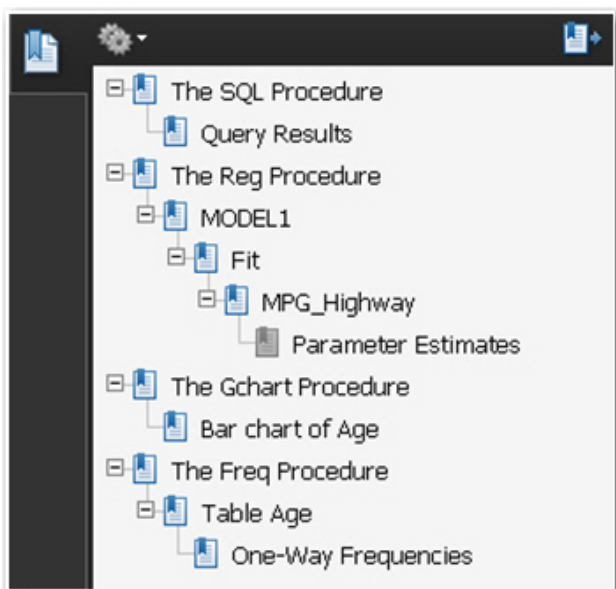 The SQL Procedure
Query Results
The Reg Procedure
MODEL1
Fit
MPG_Highway
Parameter Estimates
The Gchart Procedure
Bar chart of Age
The Freq Procedure
Table Age
One-Way Frequencies